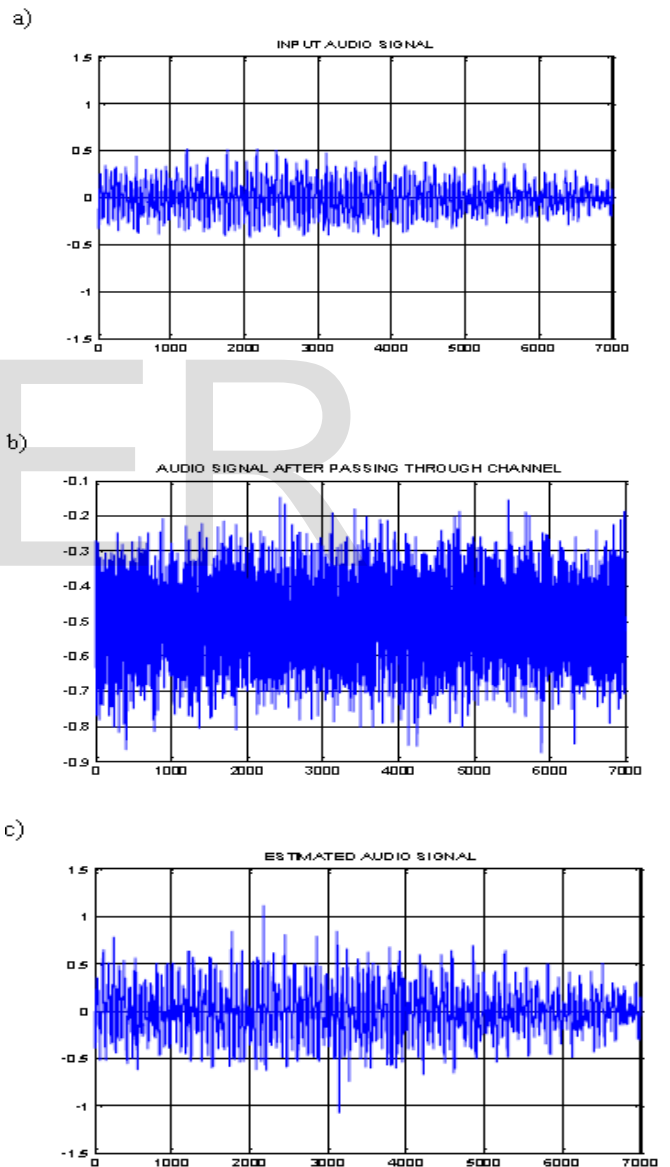 a)
INPUT AUDIO SIGNAL
1.5
1
0.5
0
-0.5
-1
-1.5
0 1000 2000 3000 4000 5000 6000 7000
ER
b)
AUDIO SIGNAL AFTER PASSING THROUGH CHANNEL
-0.1
-0.2
-0.3
-0.4
-0.5
-0.6
-0.7
-0.8
-0.9
0 1000 2000 3000 4000 5000 6000 7000
c)
ESTIMATED AUDIO SIGNAL
1.5
1
0.5
0
-0.5
-1
-1.5
0 1000 2000 3000 4000 5000 6000 7000